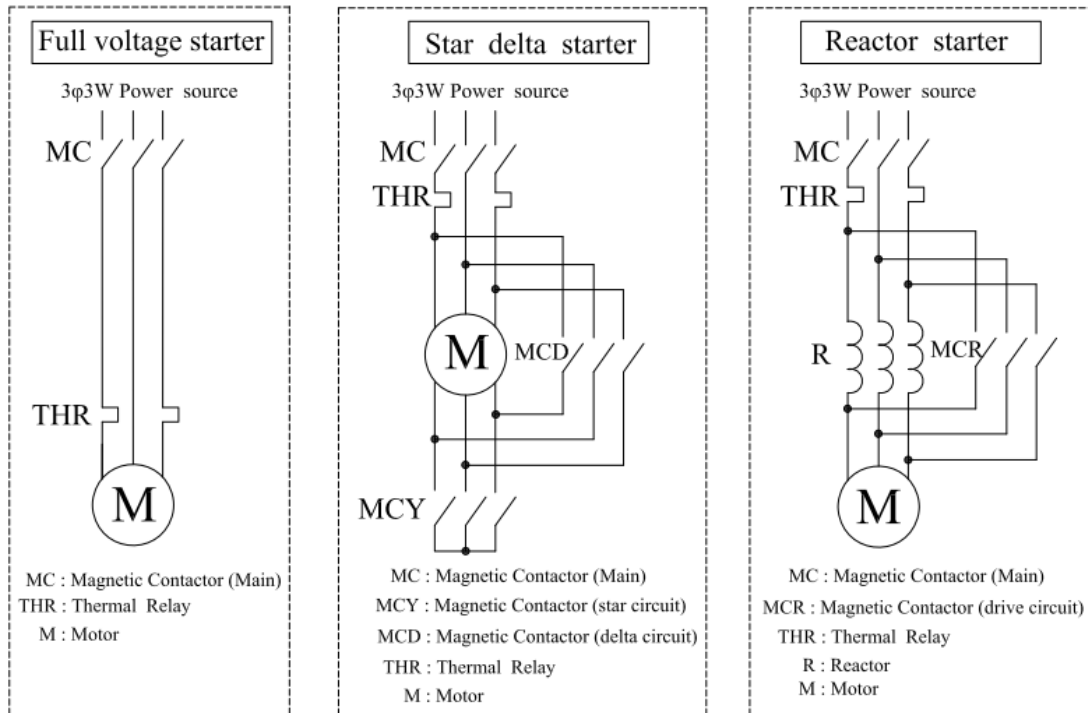 Full voltage starter
3φ3W Power source
MC
THR
M
MC : Magnetic Contactor (Main)
THR : Thermal Relay
M : Motor
Star delta starter
3φ3W Power source
MC
THR
M
MCD
MCY
MC : Magnetic Contactor (Main)
MCY : Magnetic Contactor (star circuit)
MCD : Magnetic Contactor (delta circuit)
THR : Thermal Relay
M : Motor
Reactor starter
3φ3W Power source
MC
THR
R
MCR
M
MC : Magnetic Contactor (Main)
MCR : Magnetic Contactor (drive circuit)
THR : Thermal Relay
R : Reactor
M : Motor